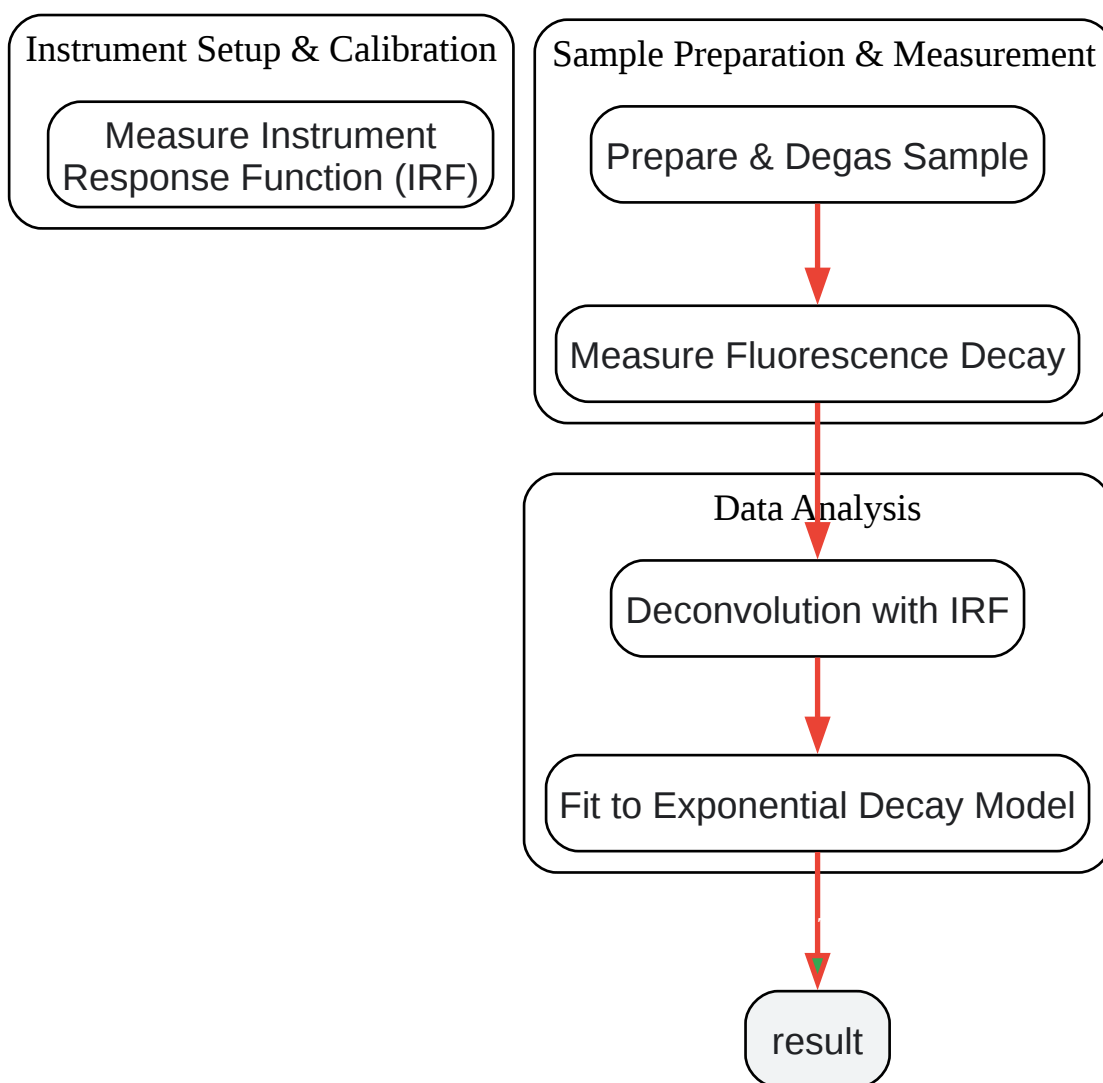 Instrument Setup & Calibration
Measure Instrument
Response Function (IRF)
Sample Preparation & Measurement
Prepare & Degas Sample
Measure Fluorescence Decay
Data Analysis
Deconvolution with IRF
Fit to Exponential Decay Model
result